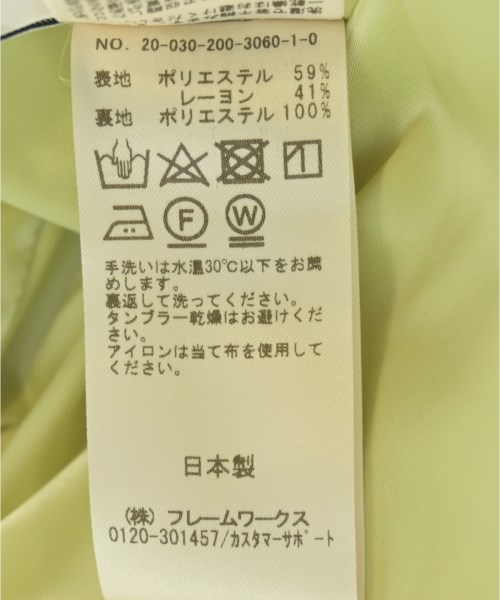 NO. 20-030-200-3060-1-0
表地 ポリエステル 59%
レーヨン 41%
裏地 ポリエステル 100%
F W
手洗いは水温30℃以下をお薦
めします。
裏返して洗ってください。
タンブラー乾燥はお避けくだ
さい。
アイロンは当て布を使用して
ください。
日本製
(株) フレームワークス
0120-301457/カスタマーサポート